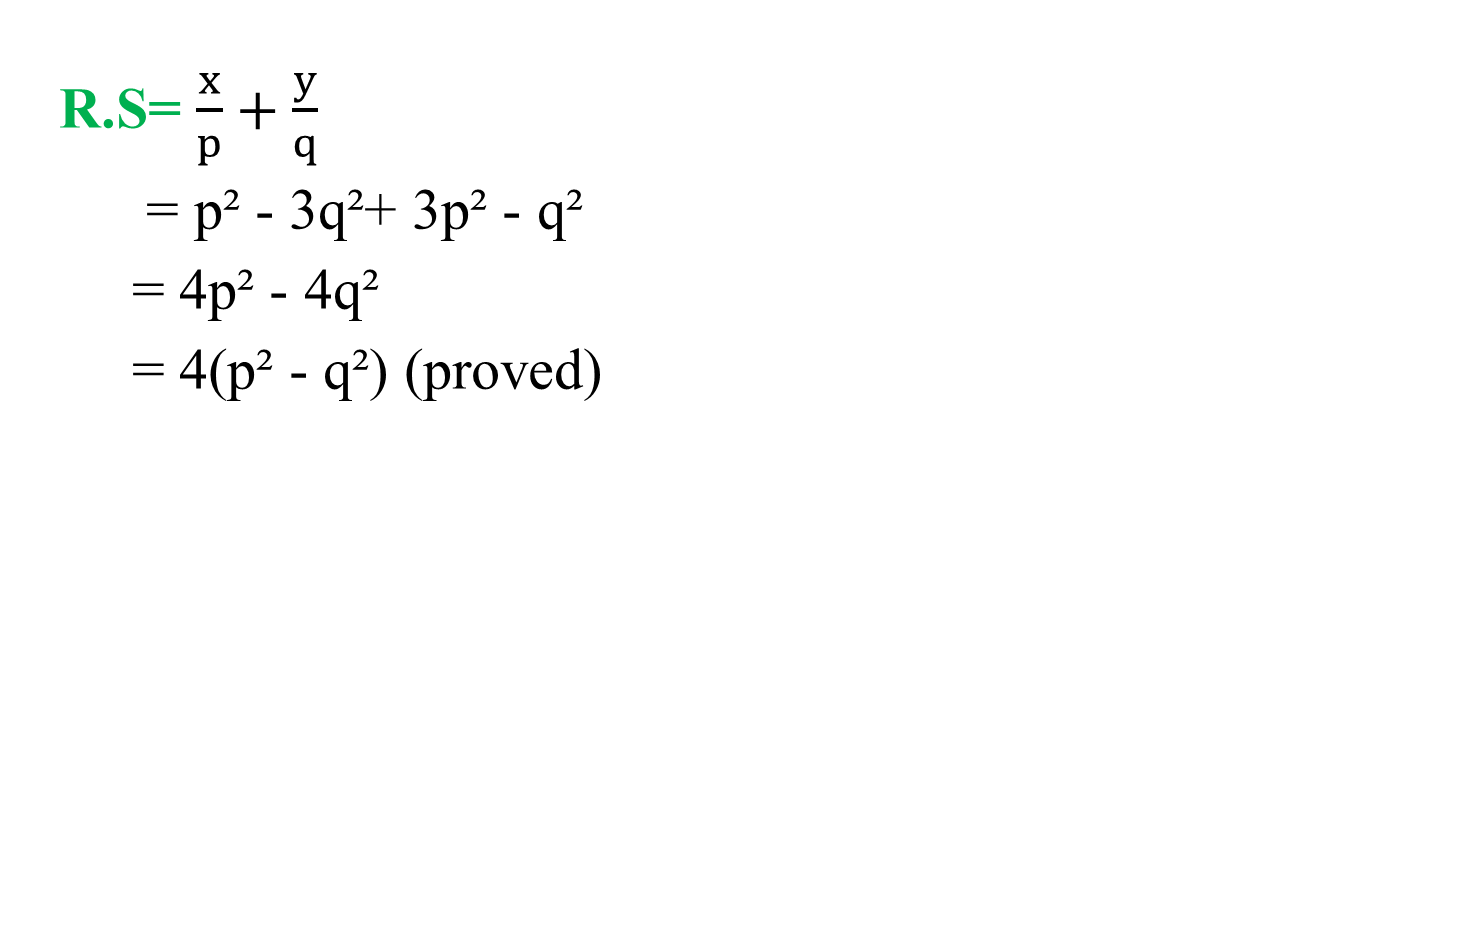 R.S= x/p + y/q
= p² - 3q²+ 3p² - q²
= 4p² - 4q²
= 4(p² - q²) (proved)